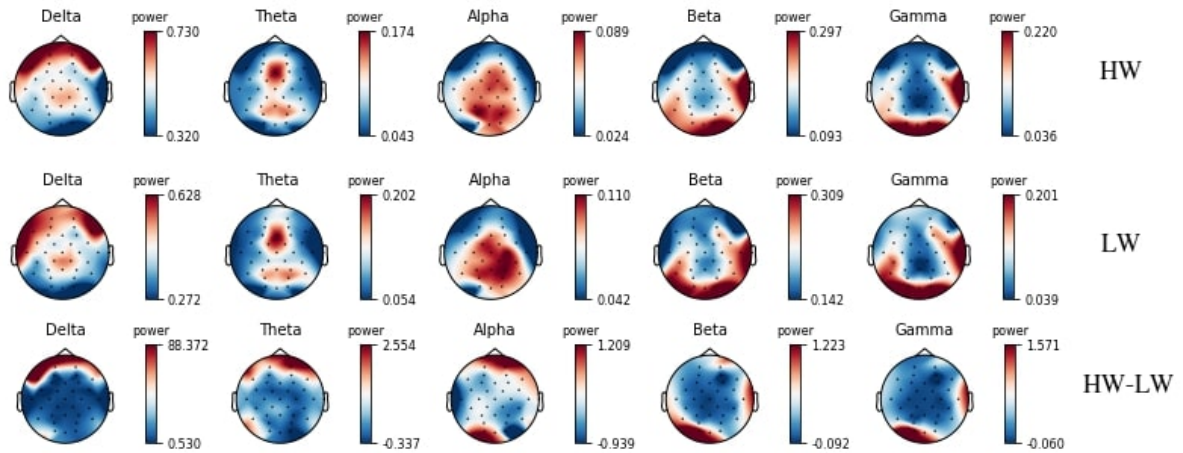 Delta power Theta power Alpha power Beta power Gamma power
0.730 0.174 0.089 0.297 0.220
HW
0.320 0.043 0.024 0.093 0.036
Delta power Theta power Alpha power Beta power Gamma power
0.628 0.202 0.110 0.309 0.201
LW
0.272 0.054 0.042 0.142 0.039
Delta power Theta power Alpha power Beta power Gamma power
88.372 2.554 1.209 1.223 1.571
HW-LW
0.530 -0.337 -0.939 -0.092 -0.060